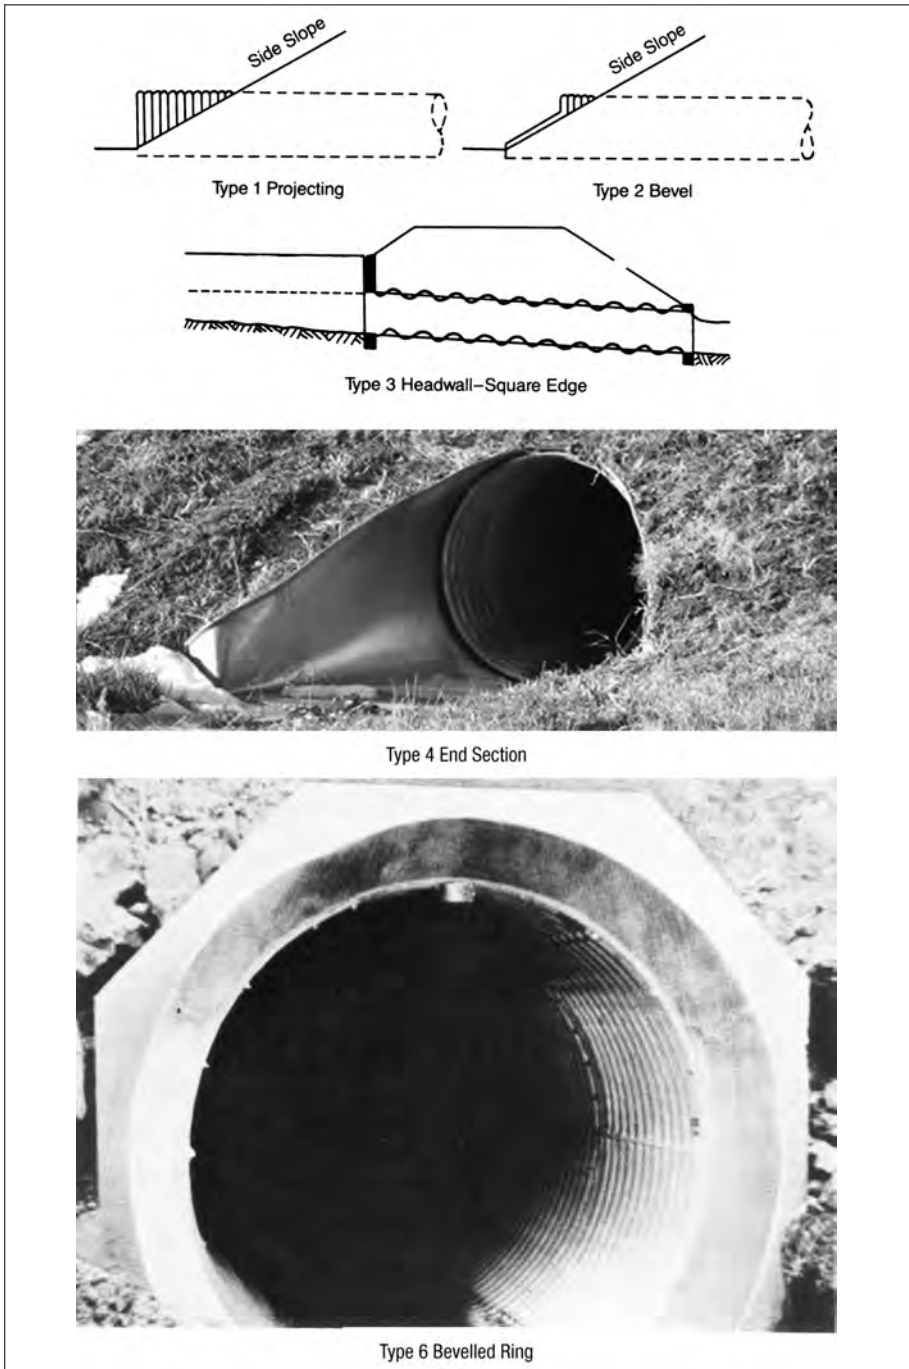 Side Slope
Side Slope
Type 1 Projecting
Type 2 Bevel
Type 3 Headwall–Square Edge
Type 4 End Section
Type 6 Bevelled Ring